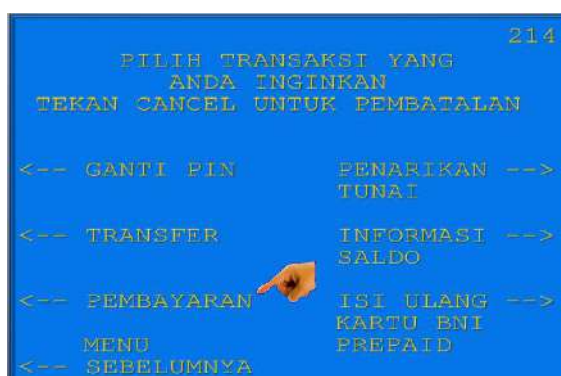 214
PILIH TRANSAKSI YANG
ANDA INGINKAN
TEKAN CANCEL UNTUK PEMBATALAN
<-- GANTI PIN
PENARIKAN -->
TUNAI
<-- TRANSFER
INFORMASI -->
SALDO
<-- PEMBAYARAN
ISI ULANG -->
KARTU BNI
PREPAID
MENU
<-- SEBELUMNYA